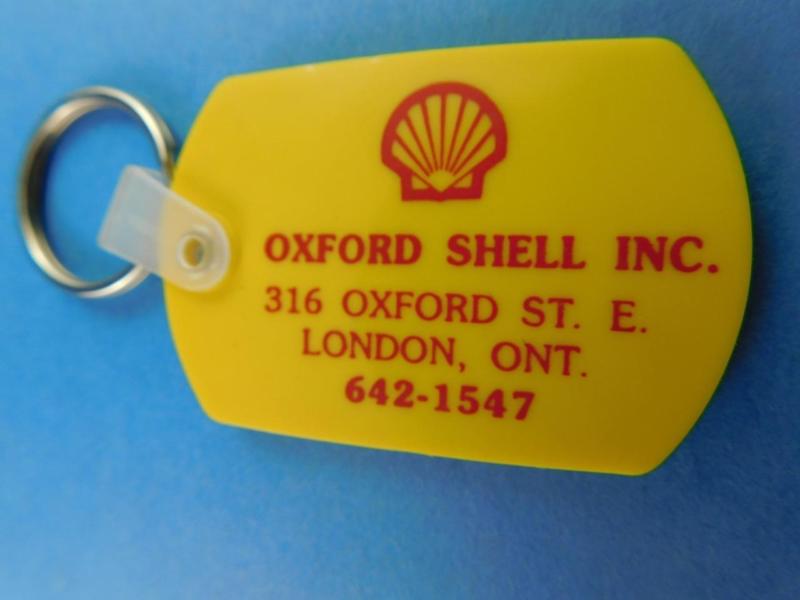 OXFORD SHELL INC.
316 OXFORD ST. E.
LONDON, ONT.
642-1547